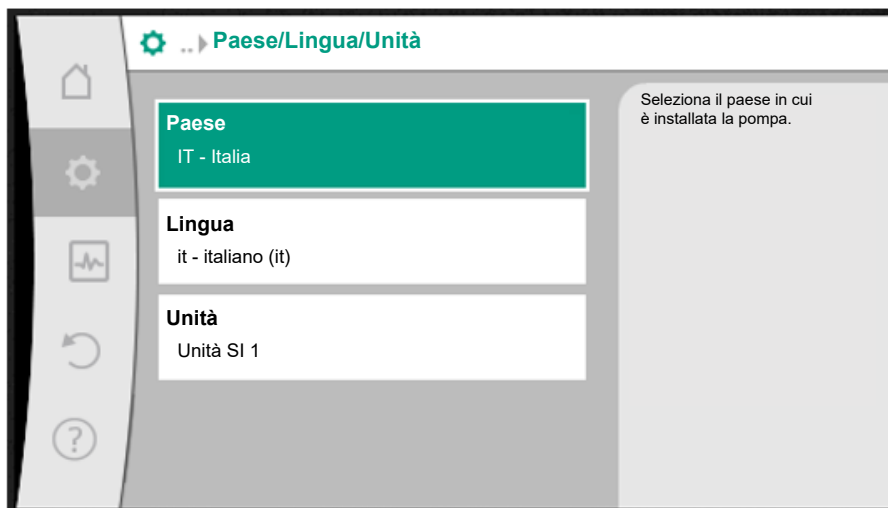 .. Paese/Lingua/Unità
Paese
IT - Italia
Lingua
it - italiano (it)
Unità
Unità SI 1
Seleziona il paese in cui
è installata la pompa.
?